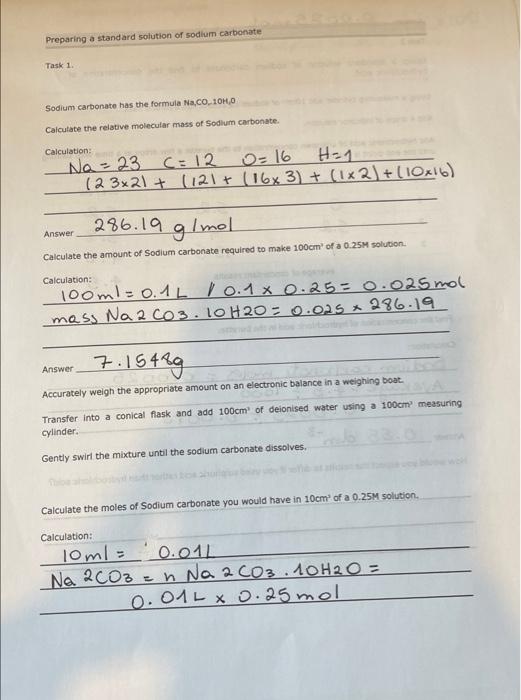 Preparing a standard solution of sodium carbonate
Task 1.
Sodium carbonate has the formula Na₂CO₃.10H₂O
Calculate the relative molecular mass of Sodium carbonate.
Calculation:
Na = 23 C = 12 O = 16 H = 1
(23x2) + (12) + (16x3) + (1x2) + (10x16)
Answer 286.19 g/mol
Calculate the amount of Sodium carbonate required to make 100cm³ of a 0.25M solution.
Calculation:
100ml = 0.1L / 0.1 x 0.25 = 0.025mol
mass Na2CO3.10H2O = 0.025 x 286.19
Answer 7.1548g
Accurately weigh the appropriate amount on an electronic balance in a weighing boat.
Transfer into a conical flask and add 100cm³ of deionised water using a 100cm³ measuring
cylinder.
Gently swirl the mixture until the sodium carbonate dissolves.
Calculate the moles of Sodium carbonate you would have in 10cm³ of a 0.25M solution.
Calculation:
10ml = 0.01L
Na2CO3 = n Na2CO3.10H2O =
0.01L x 0.25mol